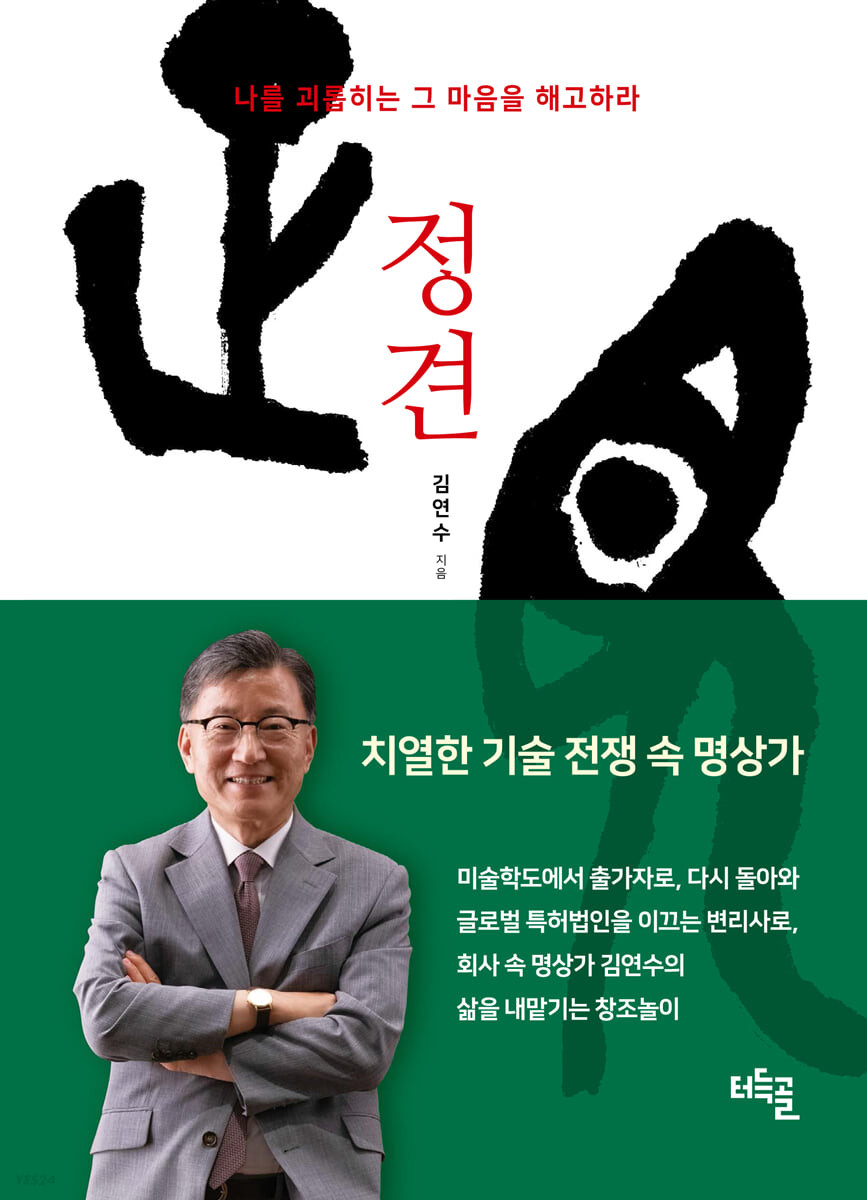 나를 괴롭히는 그 마음을 해고하라
正見
정견
김연수
지음
치열한 기술 전쟁 속 명상가
미술학도에서 출가자로, 다시 돌아와
글로벌 특허법인을 이끄는 변리사로,
회사 속 명상가 김연수의
삶을 내맡기는 창조놀이
터득골
YES24